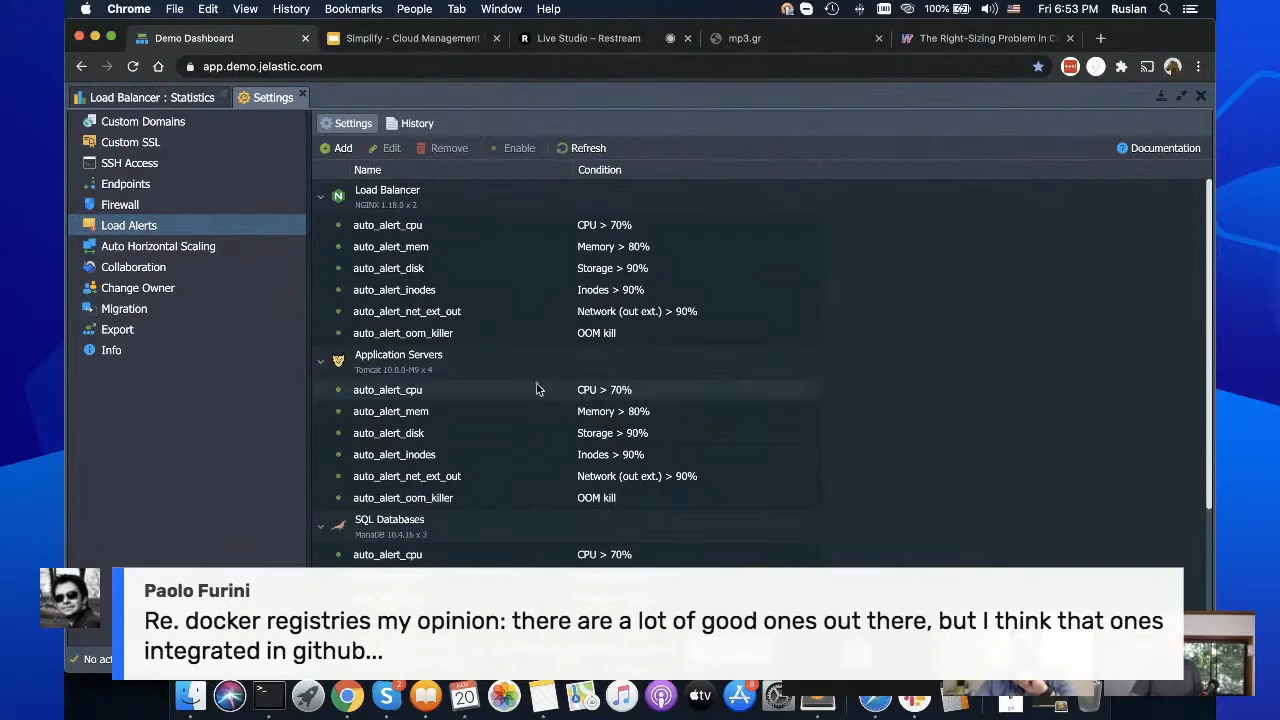 Chrome File Edit View History Bookmarks People Tab Window Help 100% Fri 6:53 PM Ruslan
Demo Dashboard Simplify - Cloud Management Live Studio – Restream mp3.gr The Right-Sizing Problem in Cl
app.demo.jelastic.com
Load Balancer : Statistics Settings
Custom Domains
Custom SSL
SSH Access
Endpoints
Firewall
Load Alerts
Auto Horizontal Scaling
Collaboration
Change Owner
Migration
Export
Info
Settings History
Add Edit Remove Enable Refresh Documentation
Name Condition
Load Balancer
NGINX 1.18.0 x 2
auto_alert_cpu CPU > 70%
auto_alert_mem Memory > 80%
auto_alert_disk Storage > 90%
auto_alert_inodes Inodes > 90%
auto_alert_net_ext_out Network (out ext.) > 90%
auto_alert_oom_killer OOM kill
Application Servers
Tomcat 10.0.0-M9 x 4
auto_alert_cpu CPU > 70%
auto_alert_mem Memory > 80%
auto_alert_disk Storage > 90%
auto_alert_inodes Inodes > 90%
auto_alert_net_ext_out Network (out ext.) > 90%
auto_alert_oom_killer OOM kill
SQL Databases
MariaDB 10.4.16 x 3
auto_alert_cpu CPU > 70%
Paolo Furini
Re. docker registries my opinion: there are a lot of good ones out there, but I think that ones
integrated in github...
No act
20